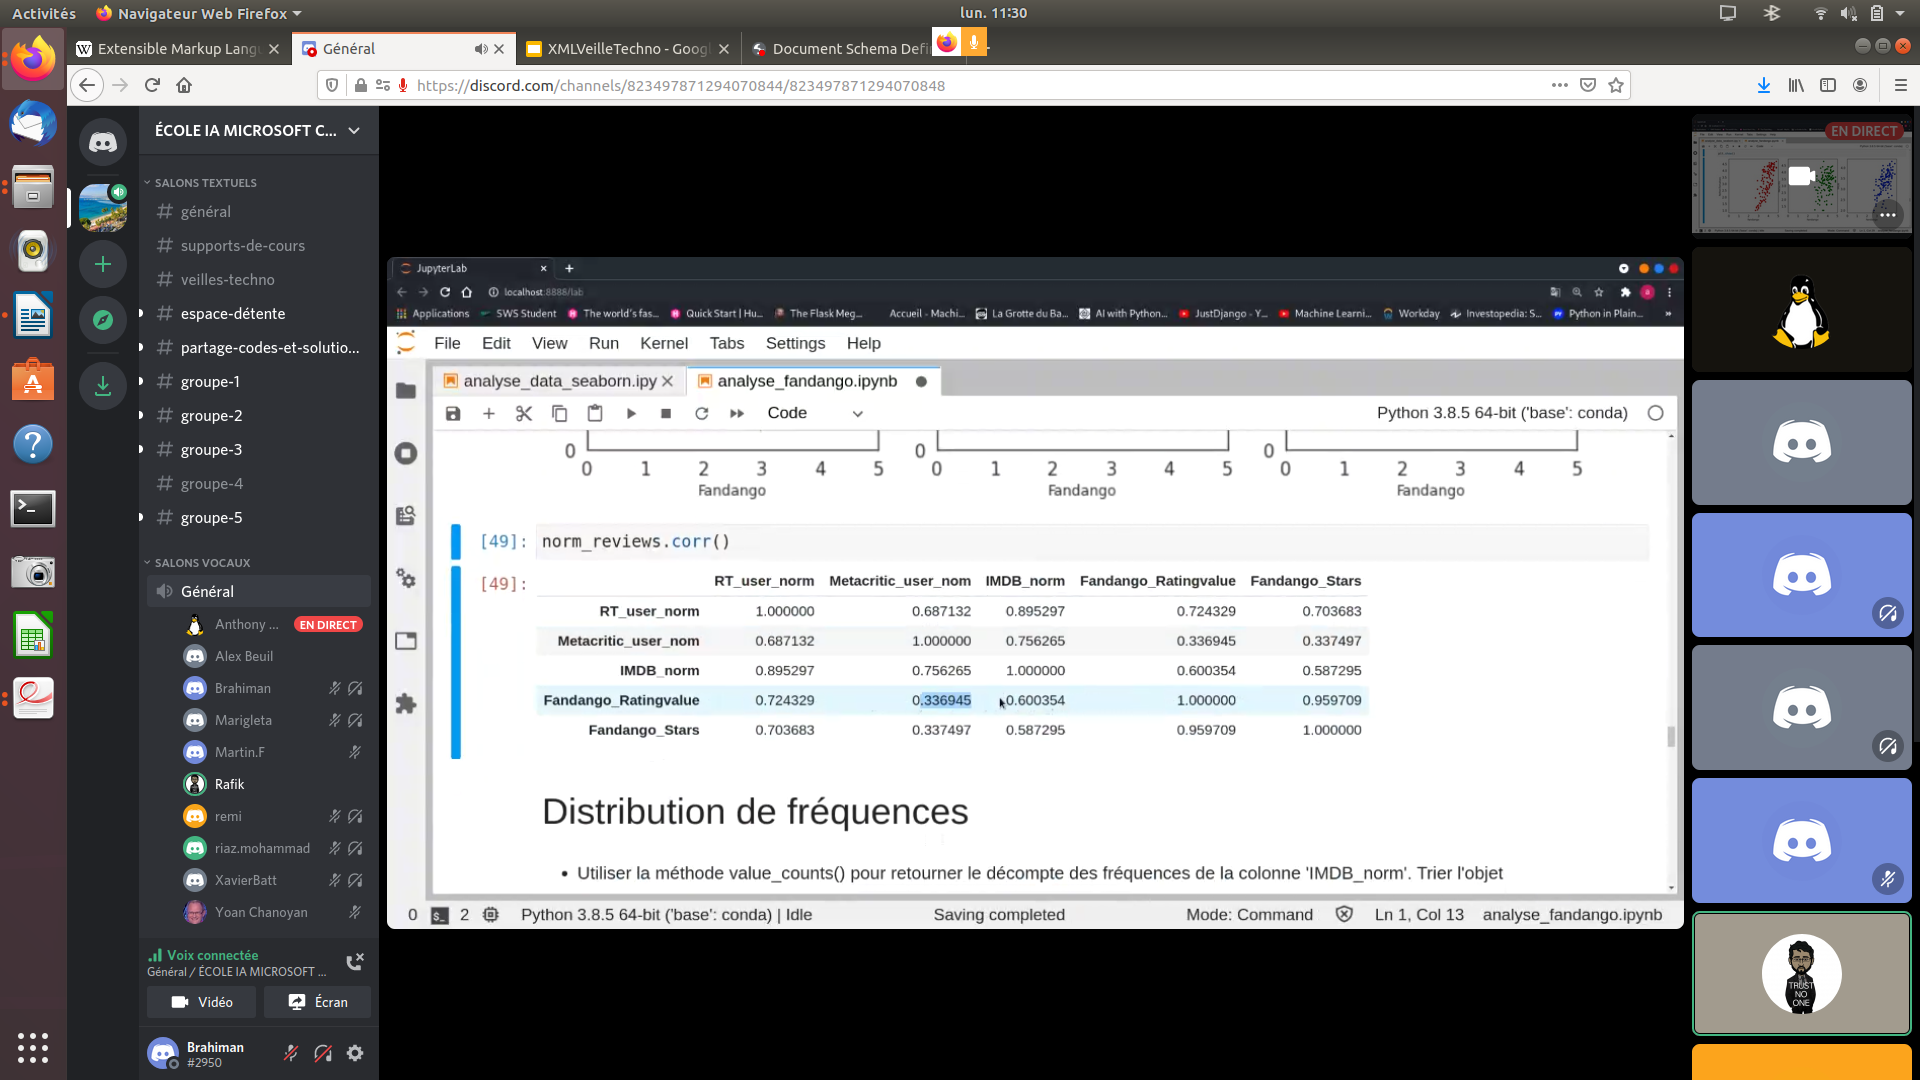 Activités
Navigateur Web Firefox
lun. 11:30
Extensible Markup Lang
Général
XMLVeilleTechno - Goog
Document Schema Defi
https://discord.com/channels/823497871294070844/823497871294070848
ÉCOLE IA MICROSOFT C...
SALONS TEXTUELS
général
supports-de-cours
veilles-techno
espace-détente
partage-codes-et-solutio...
groupe-1
groupe-2
groupe-3
groupe-4
groupe-5
SALONS VOCAUX
Général
Anthony ...
EN DIRECT
Alex Beuil
Brahiman
Marigleta
Martin.F
Rafik
remi
riaz.mohammad
XavierBatt
Yoan Chanoyan
Voix connectée
Général / ÉCOLE IA MICROSOFT ...
Vidéo
Écran
Brahiman
#2950
JupyterLab
localhost:8888/lab
Applications
SWS Student
The world's fas...
Quick Start | Hu...
The Flask Meg...
Accueil - Machi...
La Grotte du Ba...
AI with Python...
JustDjango - Y...
Machine Learni...
Workday
Investopedia: S...
Python in Plain...
»
File Edit View Run Kernel Tabs Settings Help
analyse_data_seaborn.ipy
analyse_fandango.ipynb
Code
Python 3.8.5 64-bit ('base': conda)
0 0 0
0 1 2 3 4 5 0 1 2 3 4 5 0 1 2 3 4 5
Fandango Fandango Fandango
[49]: norm_reviews.corr()
[49]: RT_user_norm Metacritic_user_nom IMDB_norm Fandango_Ratingvalue Fandango_Stars
RT_user_norm 1.000000 0.687132 0.895297 0.724329 0.703683
Metacritic_user_nom 0.687132 1.000000 0.756265 0.336945 0.337497
IMDB_norm 0.895297 0.756265 1.000000 0.600354 0.587295
Fandango_Ratingvalue 0.724329 0.336945 0.600354 1.000000 0.959709
Fandango_Stars 0.703683 0.337497 0.587295 0.959709 1.000000
Distribution de fréquences
• Utiliser la méthode value_counts() pour retourner le décompte des fréquences de la colonne 'IMDB_norm'. Trier l'objet
0 2 Python 3.8.5 64-bit ('base': conda) | Idle Saving completed Mode: Command Ln 1, Col 13 analyse_fandango.ipynb
EN DIRECT
TRUST
NO
ONE